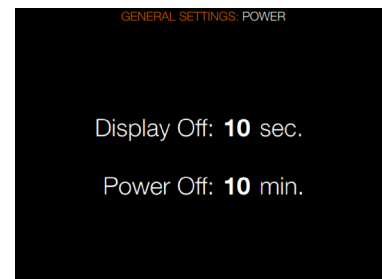 GENERAL SETTINGS: POWER
Display Off: 10 sec.
Power Off: 10 min.